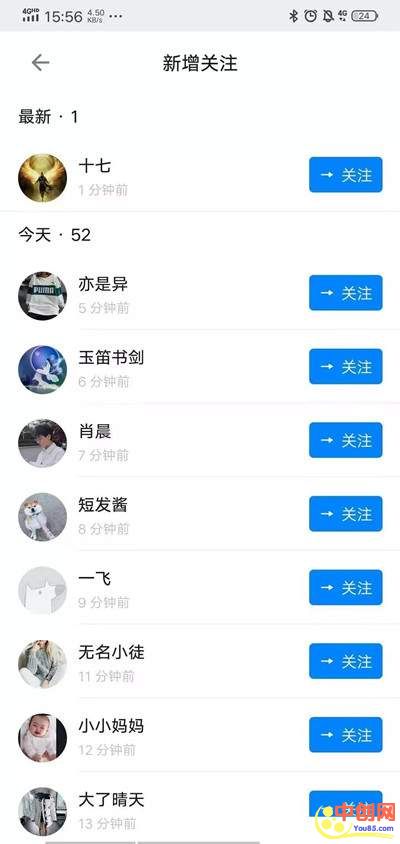 4GHD 15:56 4.50 KB/s 4G 24
新增关注
最新 · 1
十七
1 分钟前
→ 关注
今天 · 52
亦是异
5 分钟前
→ 关注
玉笛书剑
6 分钟前
→ 关注
肖晨
7 分钟前
→ 关注
短发酱
8 分钟前
→ 关注
一飞
9 分钟前
→ 关注
无名小徒
11 分钟前
→ 关注
小小妈妈
12 分钟前
→ 关注
大了晴天
13 分钟前
中创网
You85.com